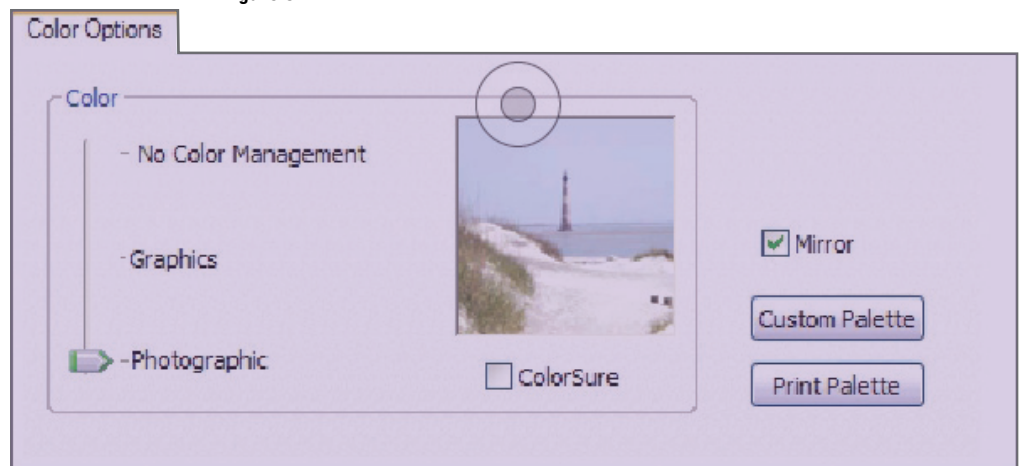 Color Options
Color
- No Color Management
-Graphics
-Photographic
ColorSure
Mirror
Custom Palette
Print Palette